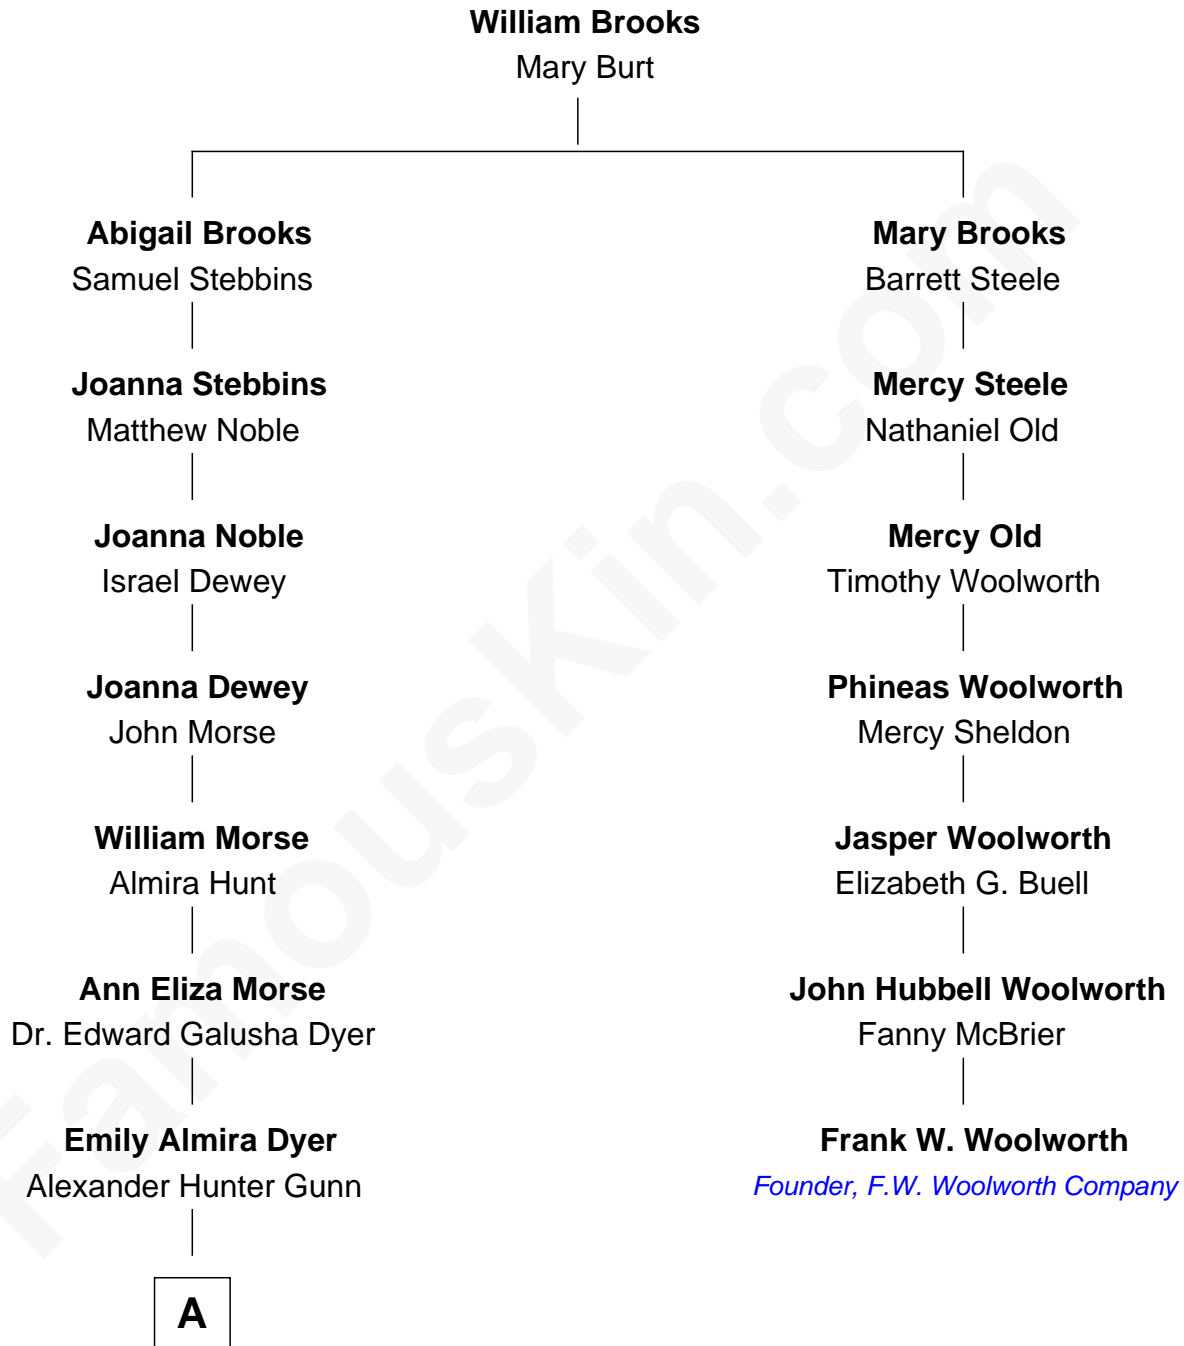 William Brooks
Mary Burt
Abigail Brooks
Samuel Stebbins
Mary Brooks
Barrett Steele
Joanna Stebbins
Matthew Noble
Mercy Steele
Nathaniel Old
Joanna Noble
Israel Dewey
Mercy Old
Timothy Woolworth
Joanna Dewey
John Morse
Phineas Woolworth
Mercy Sheldon
William Morse
Almira Hunt
Jasper Woolworth
Elizabeth G. Buell
Ann Eliza Morse
Dr. Edward Galusha Dyer
John Hubbell Woolworth
Fanny McBrier
Emily Almira Dyer
Alexander Hunter Gunn
Frank W. Woolworth
Founder, F.W. Woolworth Company
A
FamousKin.com